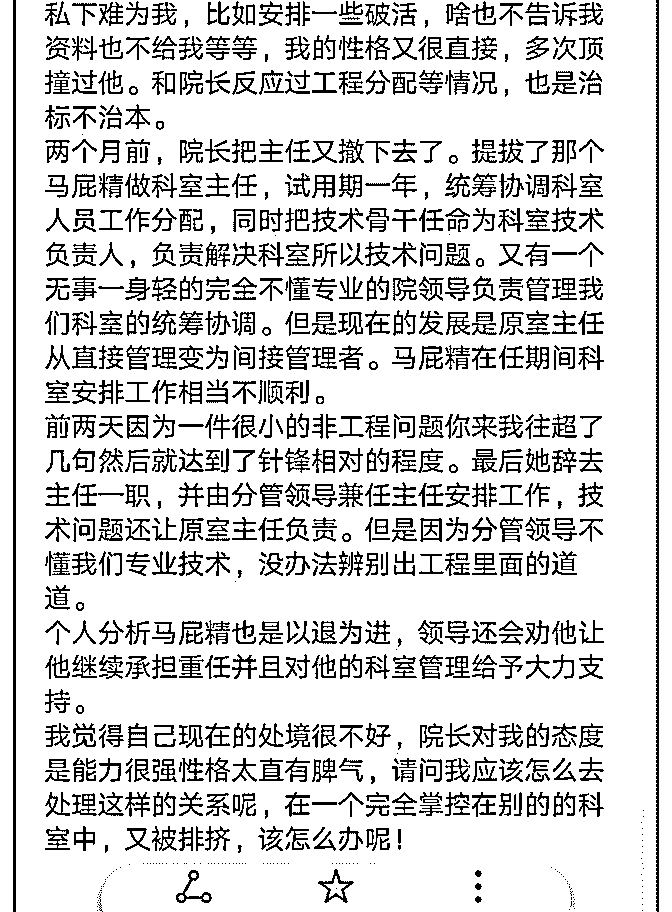 私下难为我，比如安排一些破活，啥也不告诉我
资料也不给我等等，我的性格又很直接，多次顶
撞过他。和院长反应过工程分配等情况，也是治
标不治本。
两个月前，院长把主任又撤下去了。提拔了那个
马屁精做科室主任，试用期一年，统筹协调科室
人员工作分配，同时把技术骨干任命为科室技术
负责人，负责解决科室所以技术问题。又有一个
无事一身轻的完全不懂专业的院领导负责管理我
们科室的统筹协调。但是现在的发展是原室主任
从直接管理变为间接管理者。马屁精在任期间科
室安排工作相当不顺利。
前两天因为一件很小的非工程问题你来我往超了
几句然后就达到了针锋相对的程度。最后她辞去
主任一职，并由分管领导兼任主任安排工作，技
术问题还让原室主任负责。但是因为分管领导不
懂我们专业技术，没办法辨别出工程里面的道
道。
个人分析马屁精也是以退为进，领导还会劝他让
他继续承担重任并且对他的科室管理给予大力支
持。
我觉得自己现在的处境很不好，院长对我的态度
是能力很强性格太直有脾气，请问我应该怎么去
处理这样的关系呢，在一个完全掌控在别的的科
室中，又被排挤，该怎么办呢！